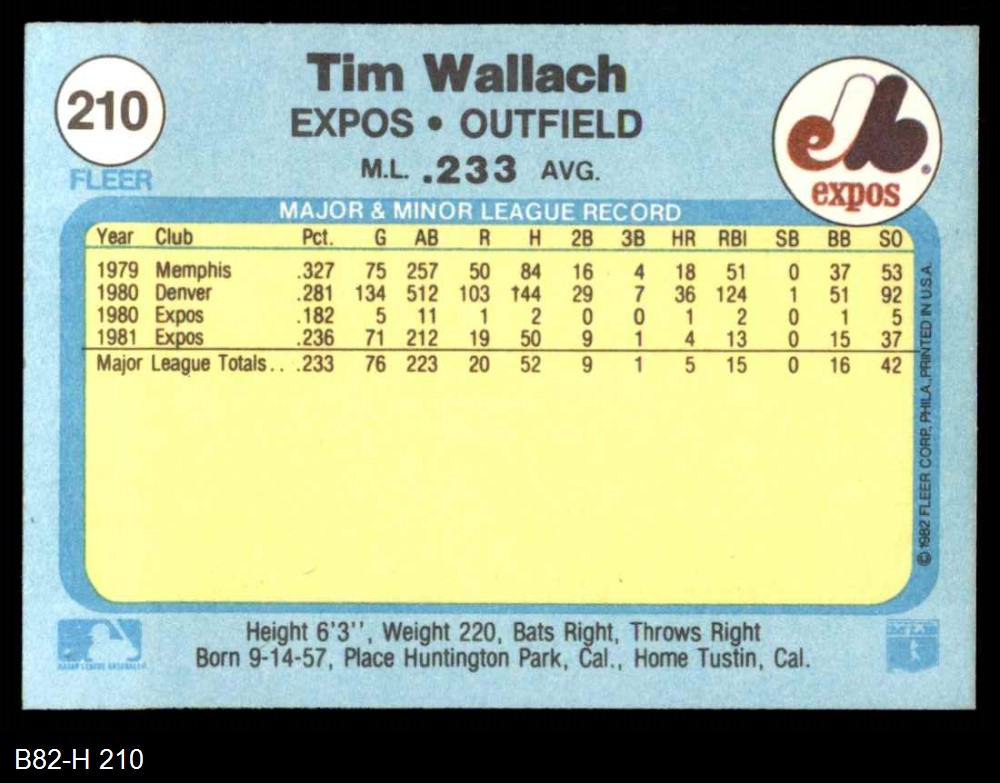 210
FLEER
Tim Wallach
EXPOS • OUTFIELD
M.L. .233 AVG.
eb
expos
MAJOR & MINOR LEAGUE RECORD
Year Club Pct. G AB R H 2B 3B HR RBI SB BB SO
1979 Memphis .327 75 257 50 84 16 4 18 51 0 37 53
1980 Denver .281 134 512 103 144 29 7 36 124 1 51 92
1980 Expos .182 5 11 1 2 0 0 1 2 0 1 5
1981 Expos .236 71 212 19 50 9 1 4 13 0 15 37
Major League Totals.. .233 76 223 20 52 9 1 5 15 0 16 42
© 1982 FLEER CORP., PHILA., PRINTED IN U.S.A.
Height 6'3'', Weight 220, Bats Right, Throws Right
Born 9-14-57, Place Huntington Park, Cal., Home Tustin, Cal.
MAJOR LEAGUE BASEBALL
B82-H 210